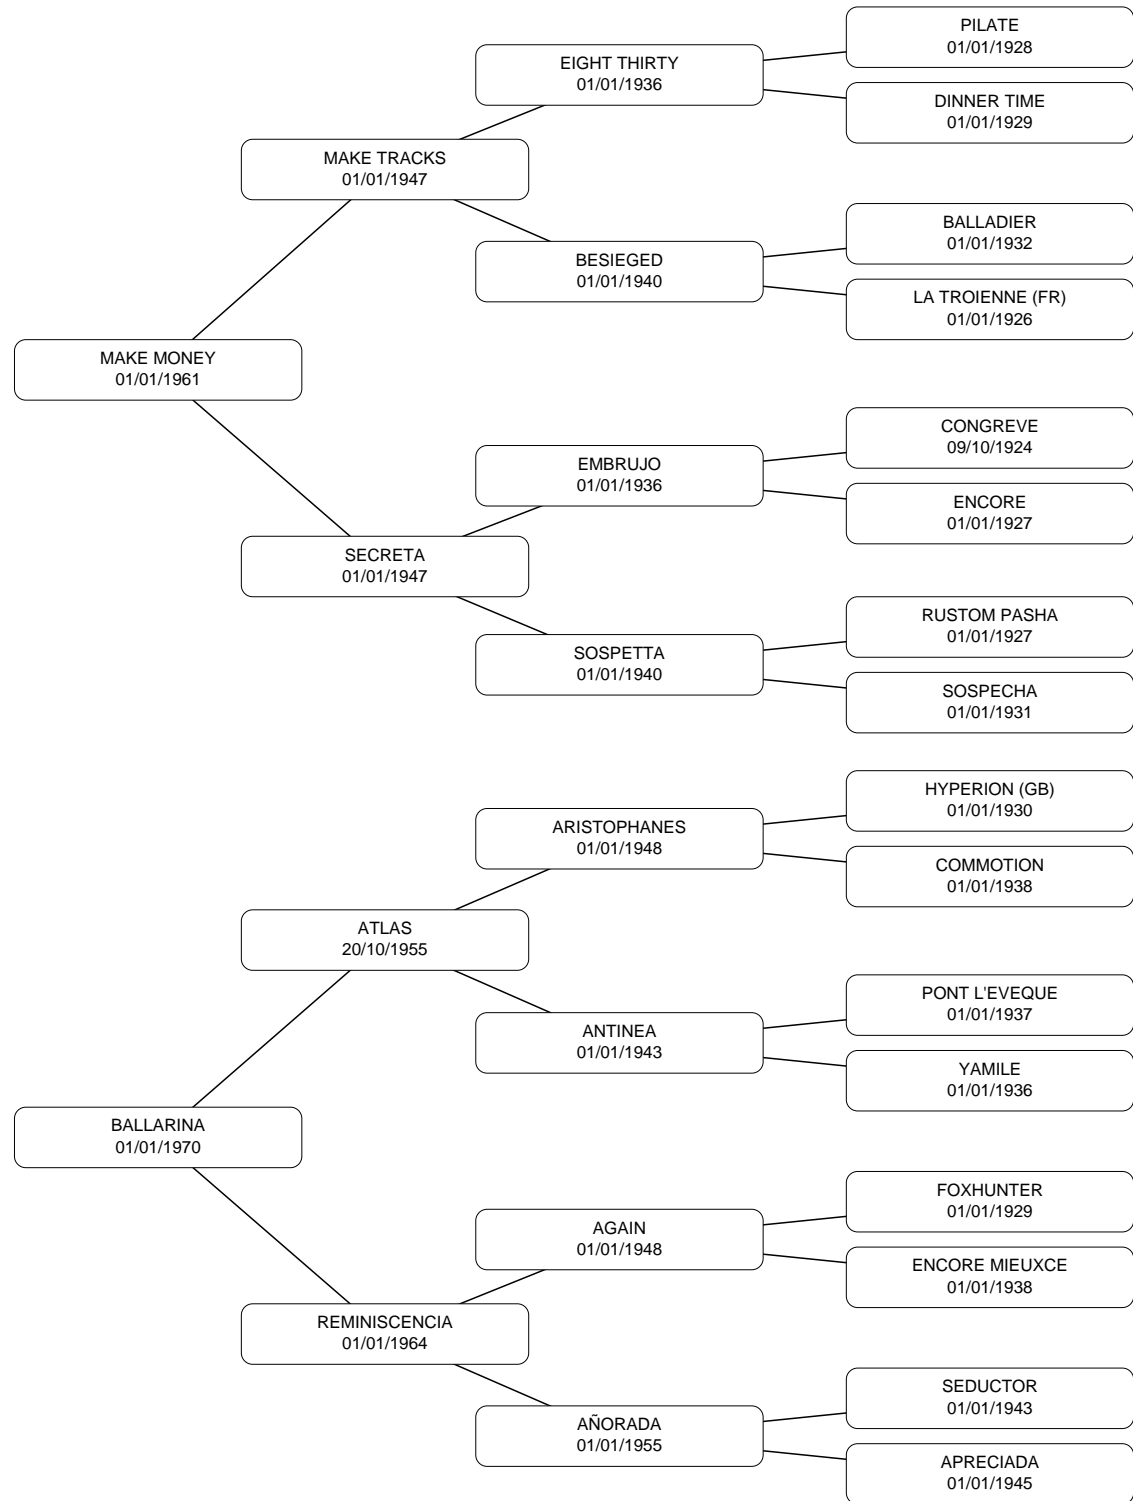 PILATE
01/01/1928
EIGHT THIRTY
01/01/1936
DINNER TIME
01/01/1929
MAKE TRACKS
01/01/1947
BALLADIER
01/01/1932
BESIEGED
01/01/1940
LA TROIENNE (FR)
01/01/1926
MAKE MONEY
01/01/1961
CONGREVE
09/10/1924
EMBRUJO
01/01/1936
ENCORE
01/01/1927
SECRETA
01/01/1947
RUSTOM PASHA
01/01/1927
SOSPETTA
01/01/1940
SOSPECHA
01/01/1931
HYPERION (GB)
01/01/1930
ARISTOPHANES
01/01/1948
COMMOTION
01/01/1938
ATLAS
20/10/1955
PONT L'EVEQUE
01/01/1937
ANTINEA
01/01/1943
YAMILE
01/01/1936
BALLARINA
01/01/1970
FOXHUNTER
01/01/1929
AGAIN
01/01/1948
ENCORE MIEUXCE
01/01/1938
REMINISCENCIA
01/01/1964
SEDUCTOR
01/01/1943
AÑORADA
01/01/1955
APRECIADA
01/01/1945